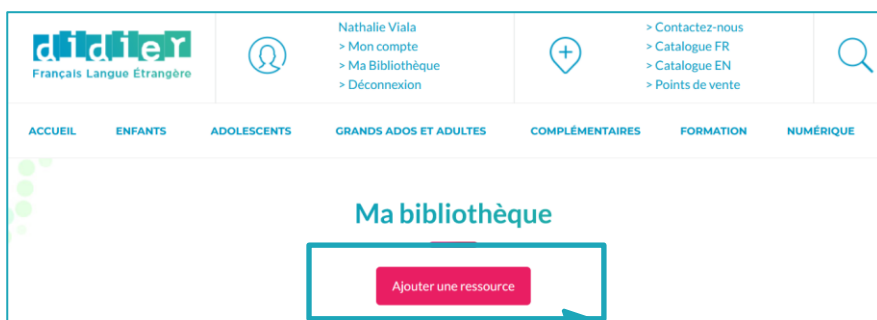 didier
Français Langue Étrangère
Nathalie Viala
> Mon compte
> Ma Bibliothèque
> Déconnexion
> Contactez-nous
> Catalogue FR
> Catalogue EN
> Points de vente
ACCUEIL ENFANTS ADOLESCENTS GRANDS ADOS ET ADULTES COMPLÉMENTAIRES FORMATION NUMÉRIQUE
Ma bibliothèque
Ajouter une ressource